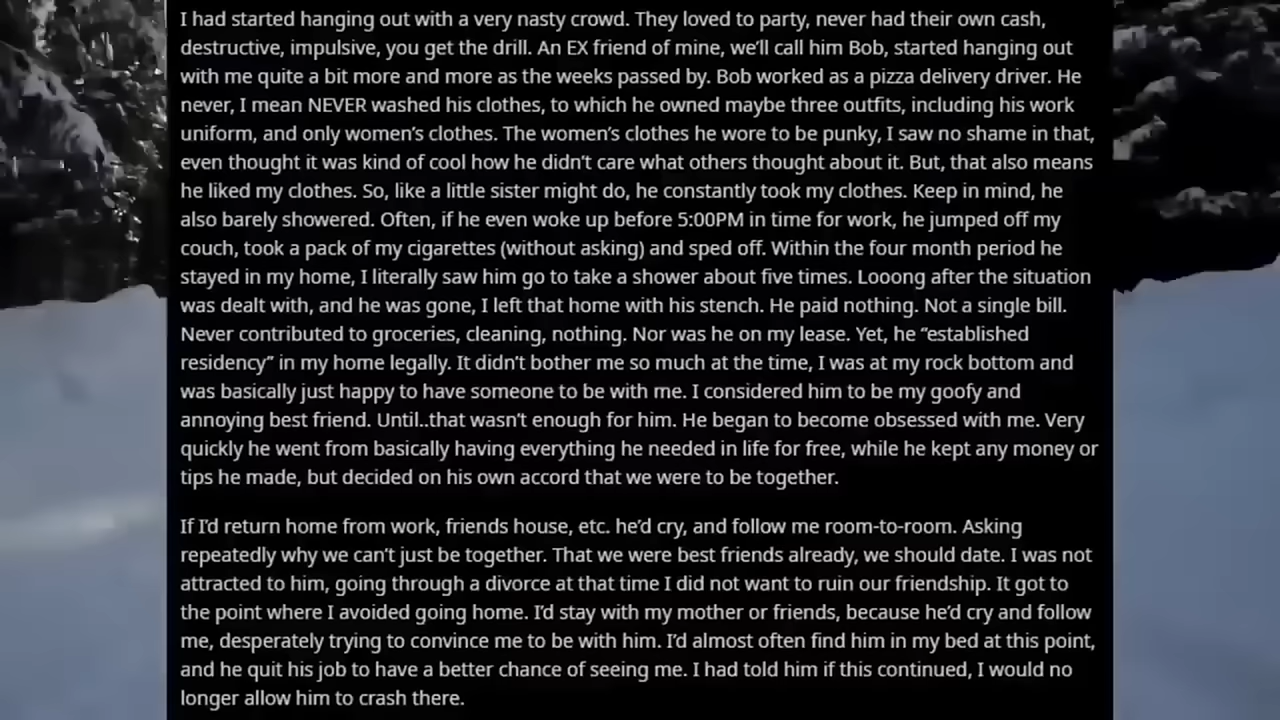 I had started hanging out with a very nasty crowd. They loved to party, never had their own cash,
destructive, impulsive, you get the drill. An EX friend of mine, we'll call him Bob, started hanging out
with me quite a bit more and more as the weeks passed by. Bob worked as a pizza delivery driver. He
never, I mean NEVER washed his clothes, to which he owned maybe three outfits, including his work
uniform, and only women's clothes. The women's clothes he wore to be punky, I saw no shame in that,
even thought it was kind of cool how he didn't care what others thought about it. But, that also means
he liked my clothes. So, like a little sister might do, he constantly took my clothes. Keep in mind, he
also barely showered. Often, if he even woke up before 5:00PM in time for work, he jumped off my
couch, took a pack of my cigarettes (without asking) and sped off. Within the four month period he
stayed in my home, I literally saw him go to take a shower about five times. Looong after the situation
was dealt with, and he was gone, I left that home with his stench. He paid nothing. Not a single bill.
Never contributed to groceries, cleaning, nothing. Nor was he on my lease. Yet, he “established
residency” in my home legally. It didn't bother me so much at the time, I was at my rock bottom and
was basically just happy to have someone to be with me. I considered him to be my goofy and
annoying best friend. Until..that wasn't enough for him. He began to become obsessed with me. Very
quickly he went from basically having everything he needed in life for free, while he kept any money or
tips he made, but decided on his own accord that we were to be together.
If I'd return home from work, friends house, etc. he'd cry, and follow me room-to-room. Asking
repeatedly why we can't just be together. That we were best friends already, we should date. I was not
attracted to him, going through a divorce at that time I did not want to ruin our friendship. It got to
the point where I avoided going home. I'd stay with my mother or friends, because he'd cry and follow
me, desperately trying to convince me to be with him. I'd almost often find him in my bed at this point,
and he quit his job to have a better chance of seeing me. I had told him if this continued, I would no
longer allow him to crash there.